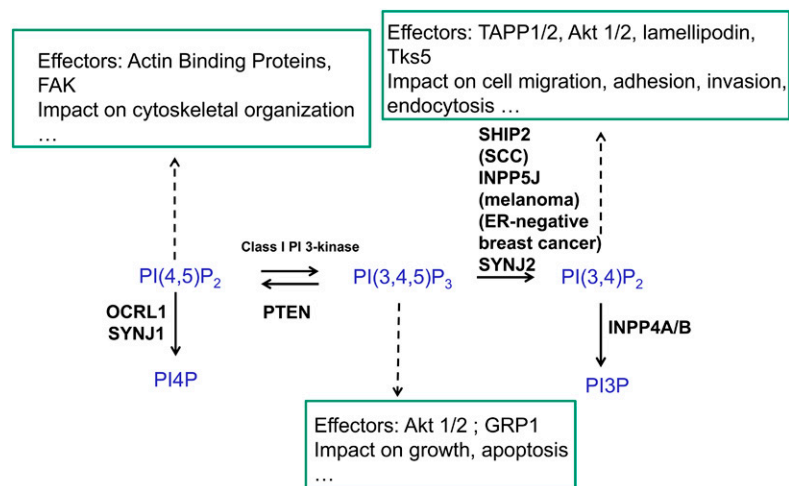 Effectors: Actin Binding Proteins,
FAK
Impact on cytoskeletal organization
...
Effectors: TAPP1/2, Akt 1/2, lamellipodin,
Tks5
Impact on cell migration, adhesion, invasion,
endocytosis ...
SHIP2
(SCC)
INPP5J
(melanoma)
(ER-negative
breast cancer)
SYNJ2
Class I PI 3-kinase
PI(4,5)P₂
PI(3,4,5)P₃
PI(3,4)P₂
OCRL1
SYNJ1
PTEN
INPP4A/B
PI4P
PI3P
Effectors: Akt 1/2 ; GRP1
Impact on growth, apoptosis
...